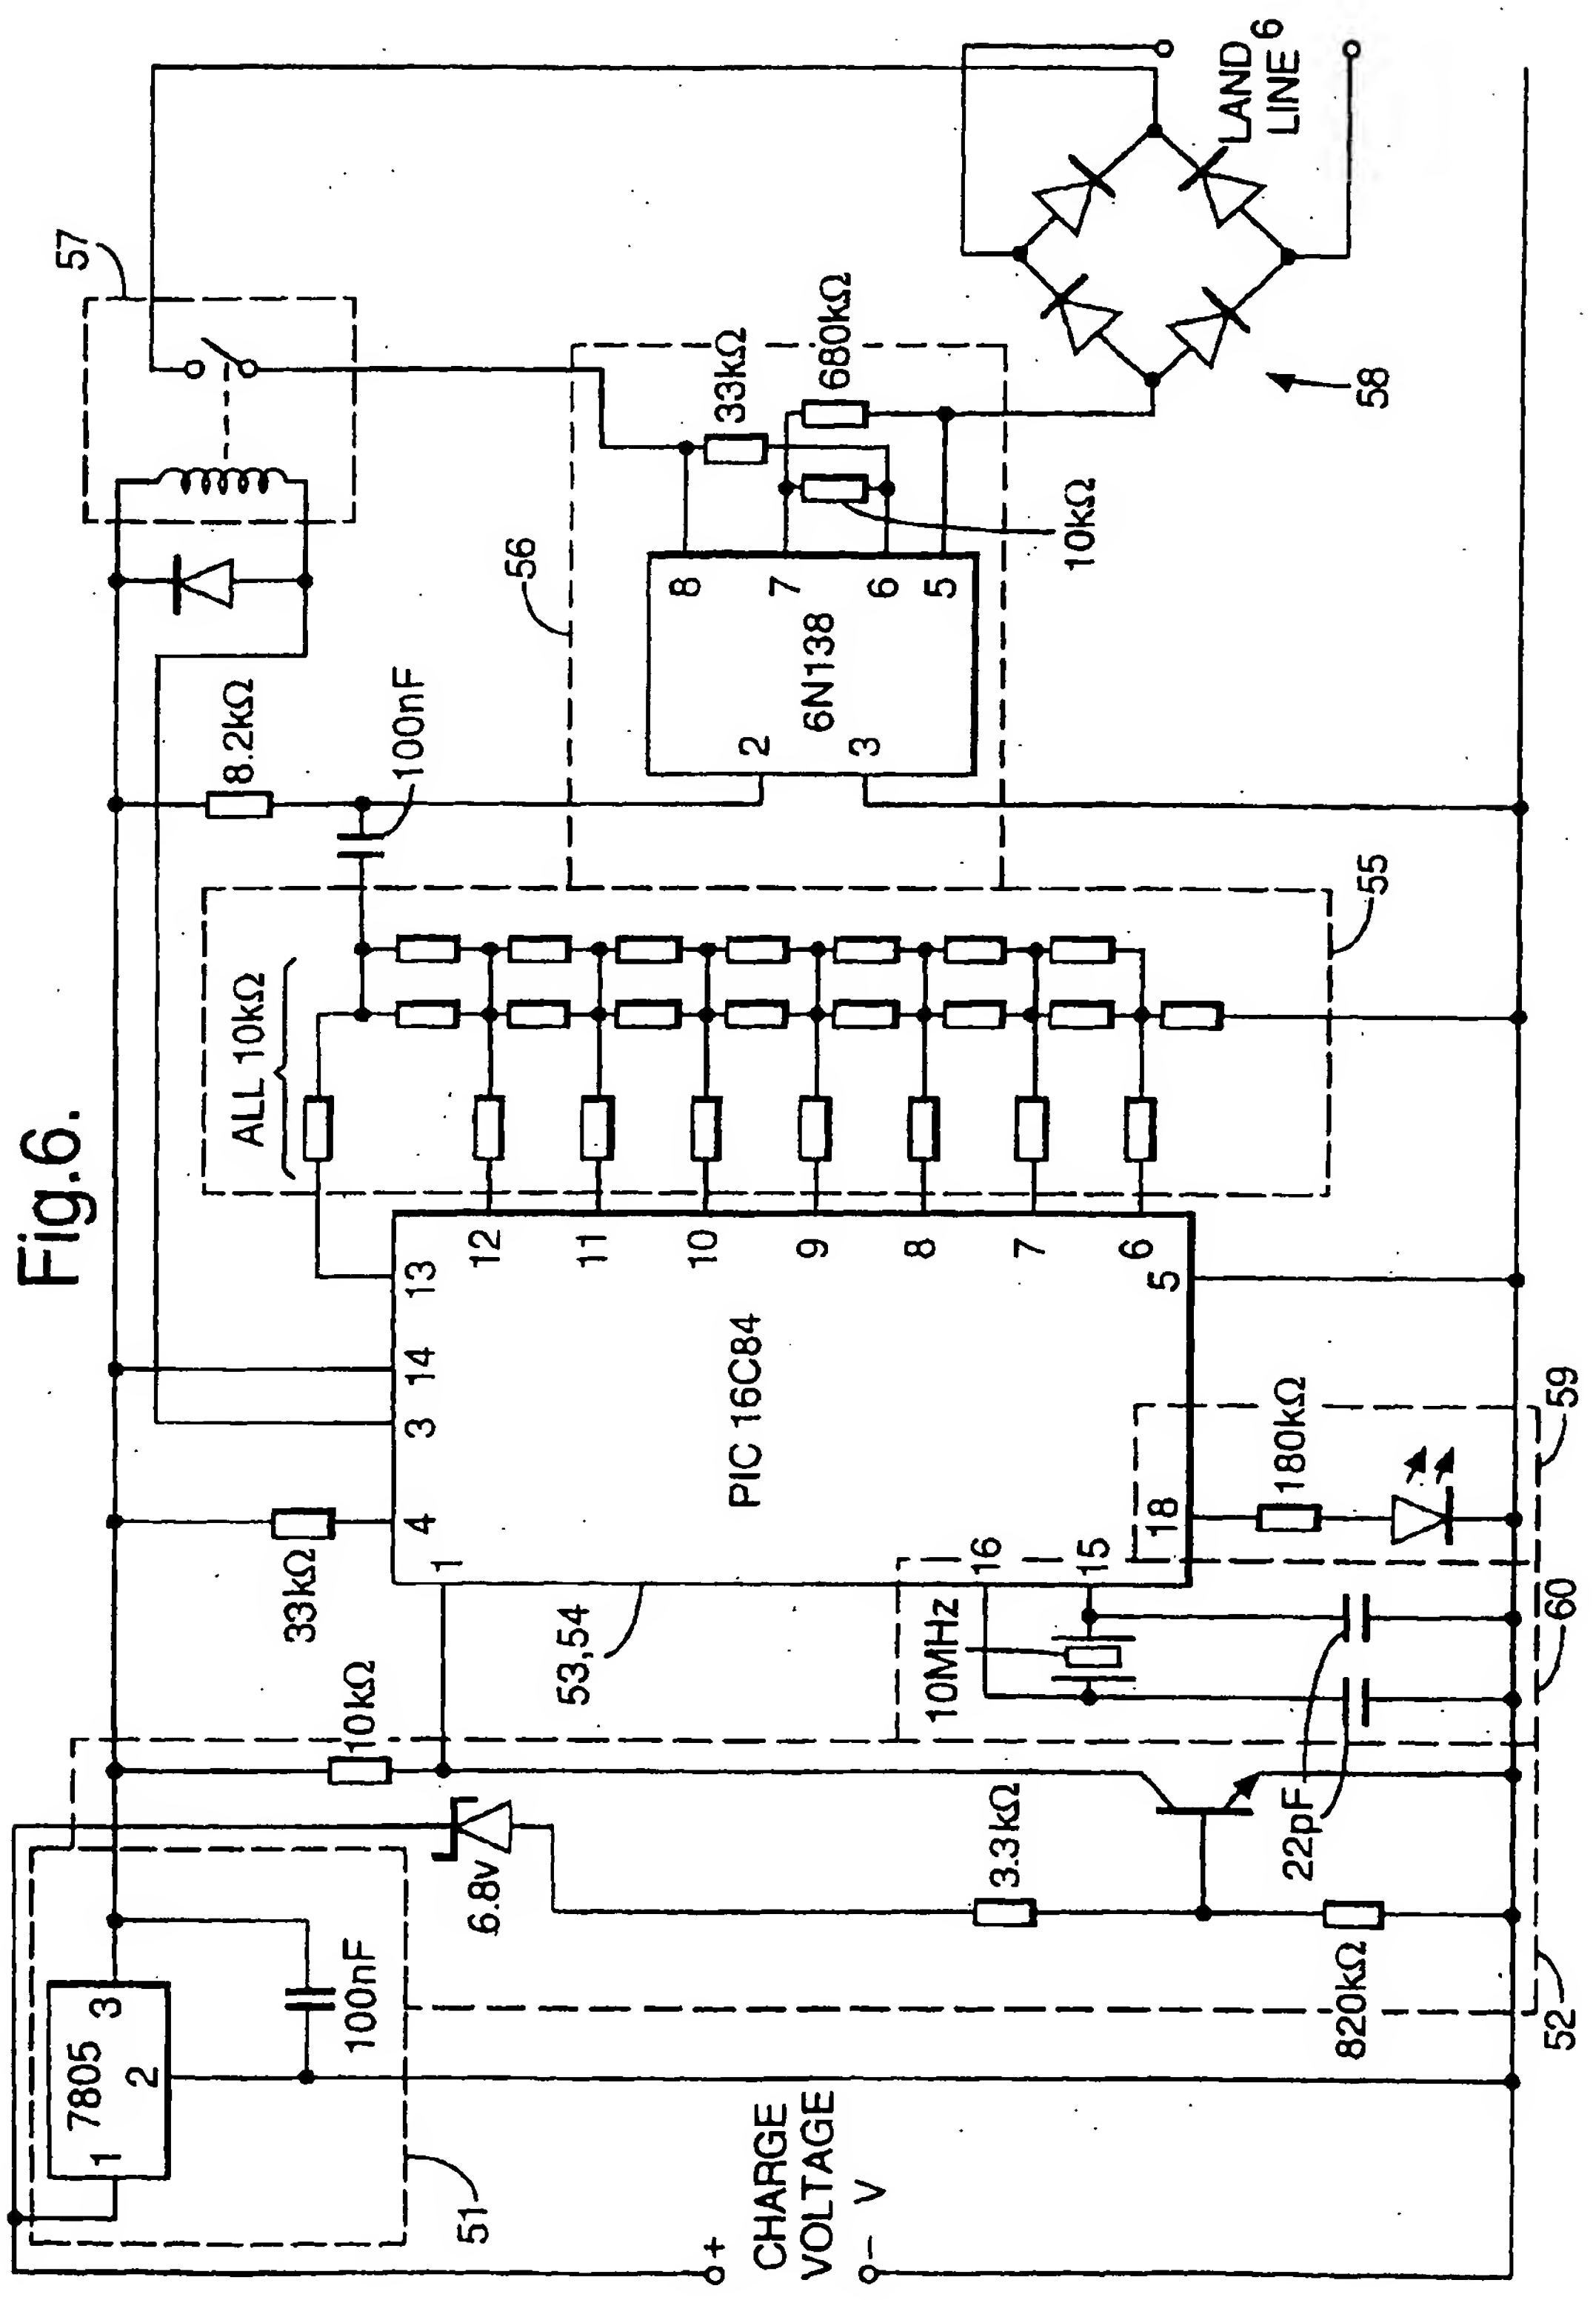 Fig.6.
57
8.2kΩ
100nF
56
33kΩ
680kΩ
10kΩ
8
7
6
5
6N138
2
3
LAND
LINE 6
58
ALL 10kΩ
55
13
12
11
10
9
8
7
6
5
14
3
4
1
PIC 16C84
18
16
15
33kΩ
53,54
10MHz
180kΩ
59
60
10kΩ
6.8v
3.3kΩ
22pF
820kΩ
52
7805
1
2
3
100nF
51
+
CHARGE
VOLTAGE
– V